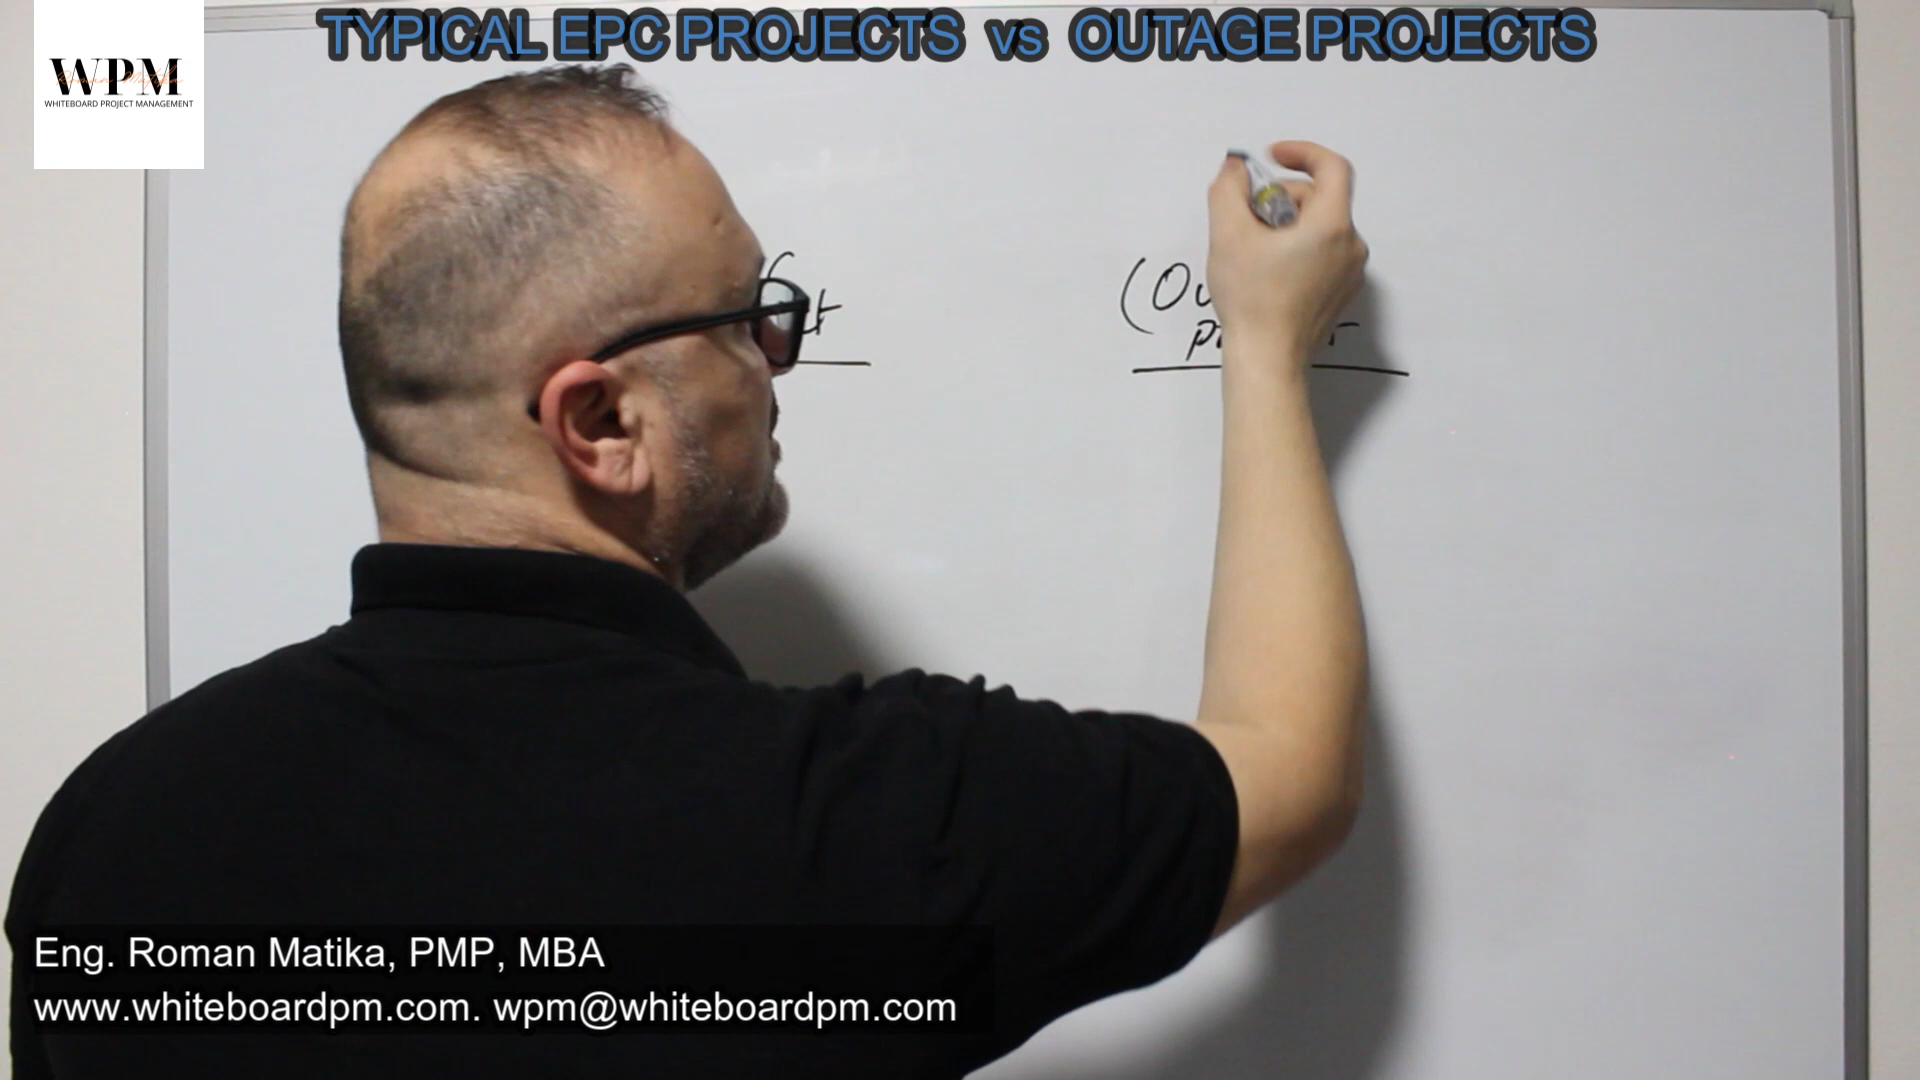 TYPICAL EPC PROJECTS vs OUTAGE PROJECTS
WPM
WHITEBOARD PROJECT MANAGEMENT
Eng. Roman Matika, PMP, MBA
www.whiteboardpm.com. wpm@whiteboardpm.com